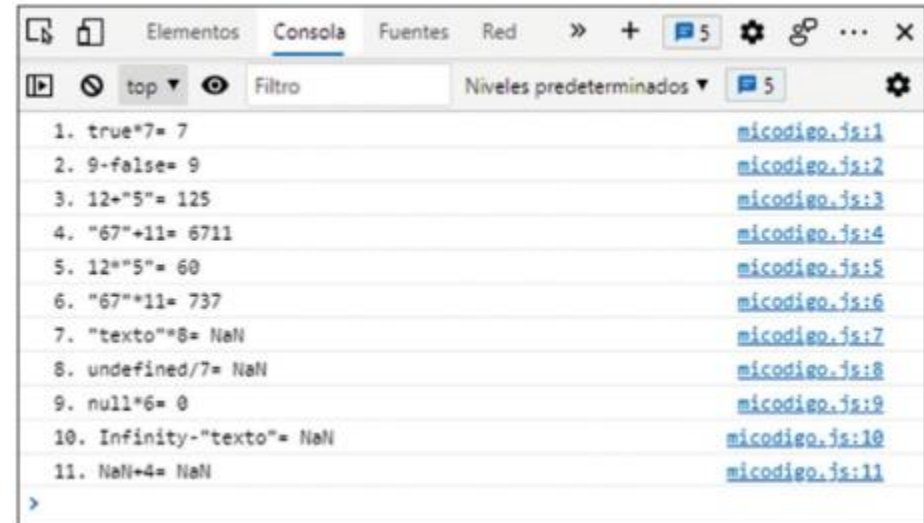 Elementos Consola Fuentes Red » + 5 ... ×
top ▼ Filtro Niveles predeterminados ▼ 5
1. true*7= 7 micodigo.js:1
2. 9-false= 9 micodigo.js:2
3. 12+"5"= 125 micodigo.js:3
4. "67"+11= 6711 micodigo.js:4
5. 12*"5"= 60 micodigo.js:5
6. "67"*11= 737 micodigo.js:6
7. "texto"*8= NaN micodigo.js:7
8. undefined/7= NaN micodigo.js:8
9. null*6= 0 micodigo.js:9
10. Infinity-"texto"= NaN micodigo.js:10
11. NaN+4= NaN micodigo.js:11
>